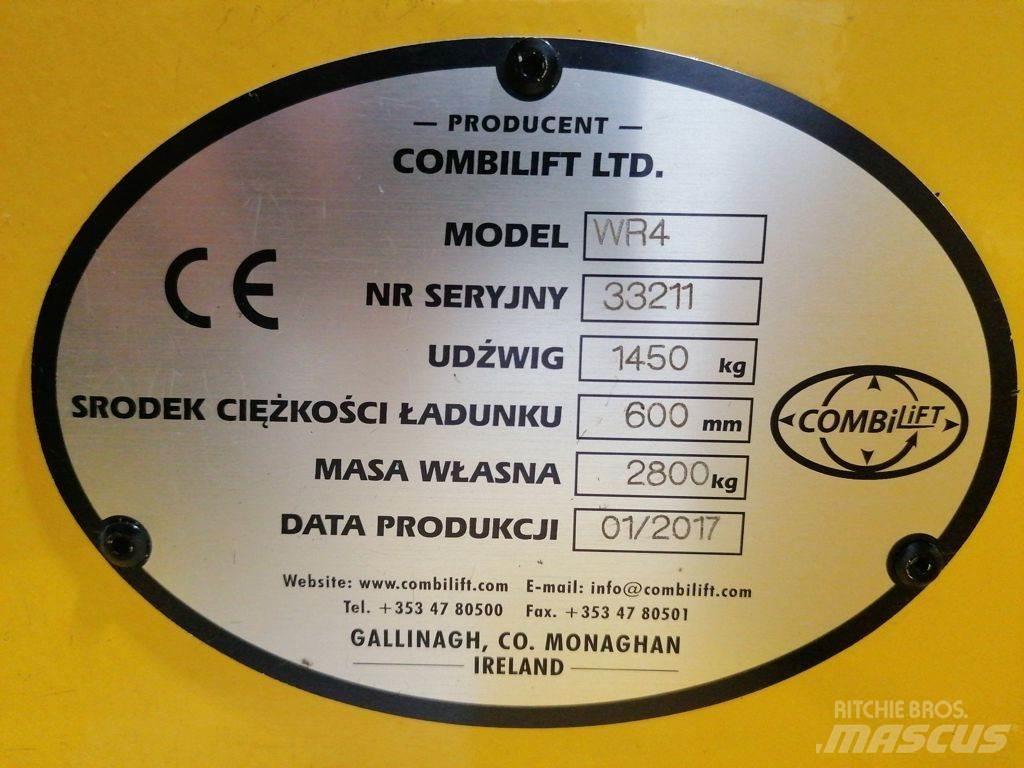 — PRODUCENT —
COMBILIFT LTD.
MODEL WR4
CE
NR SERYJNY 33211
UDŹWIG 1450 kg
SRODEK CIĘŻKOŚCI ŁADUNKU 600 mm
COMBiLiFT
MASA WŁASNA 2800 kg
DATA PRODUKCJI 01/2017
Website: www.combilift.com E-mail: info@combilift.com
Tel. +353 47 80500 Fax. +353 47 80501
GALLINAGH, CO. MONAGHAN
IRELAND
RITCHIE BROS.
MASCUS